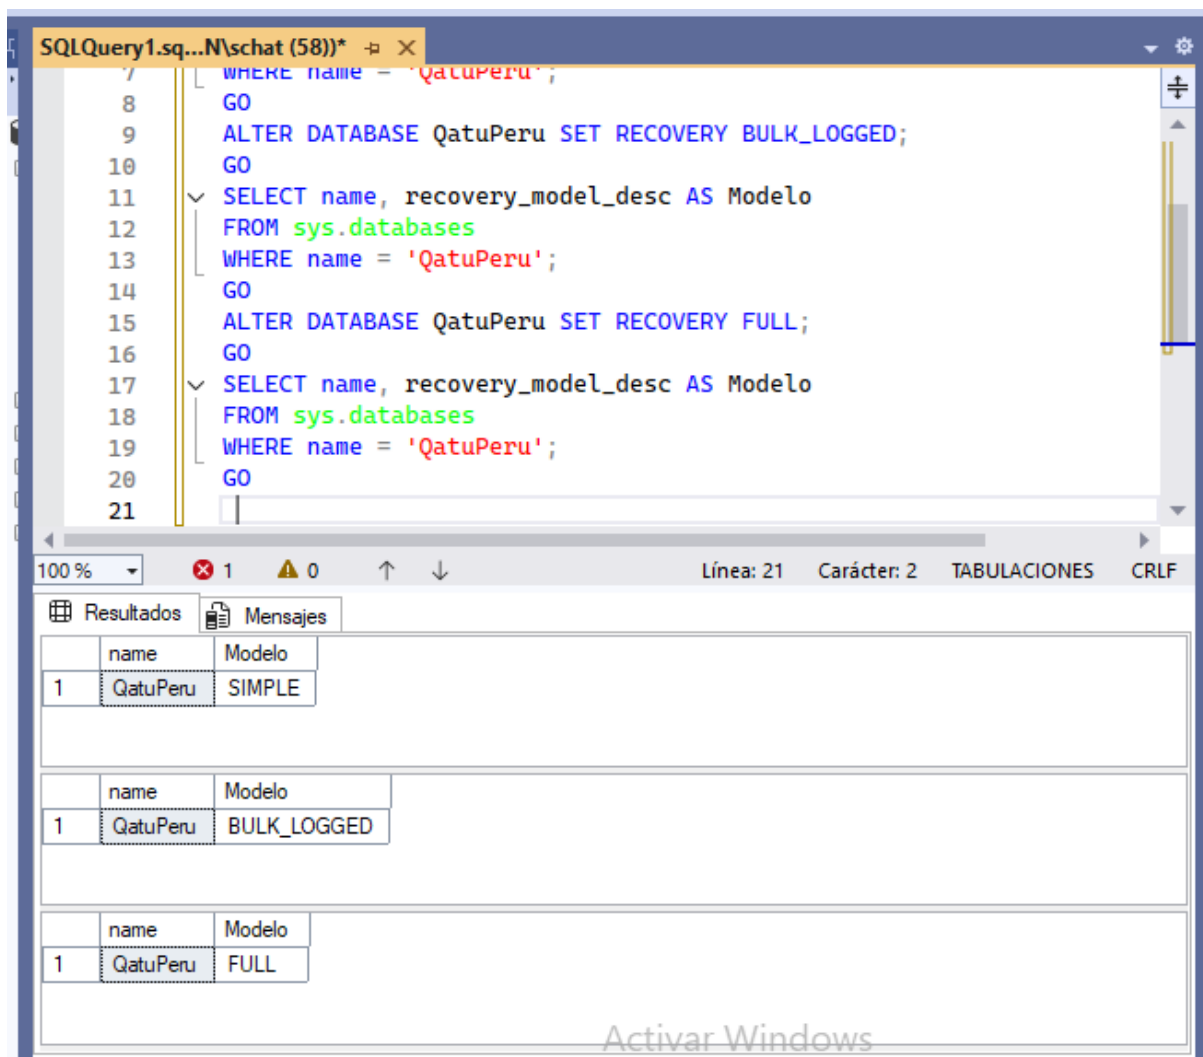 SQLQuery1.sq...N\schat (58))*
7 WHERE name = 'QatuPeru';
8 GO
9 ALTER DATABASE QatuPeru SET RECOVERY BULK_LOGGED;
10 GO
11 SELECT name, recovery_model_desc AS Modelo
12 FROM sys.databases
13 WHERE name = 'QatuPeru';
14 GO
15 ALTER DATABASE QatuPeru SET RECOVERY FULL;
16 GO
17 SELECT name, recovery_model_desc AS Modelo
18 FROM sys.databases
19 WHERE name = 'QatuPeru';
20 GO
21
100 % 1 0 Línea: 21 Carácter: 2 TABULACIONES CRLF
Resultados Mensajes
name Modelo
1 QatuPeru SIMPLE
name Modelo
1 QatuPeru BULK_LOGGED
name Modelo
1 QatuPeru FULL
Activar Windows